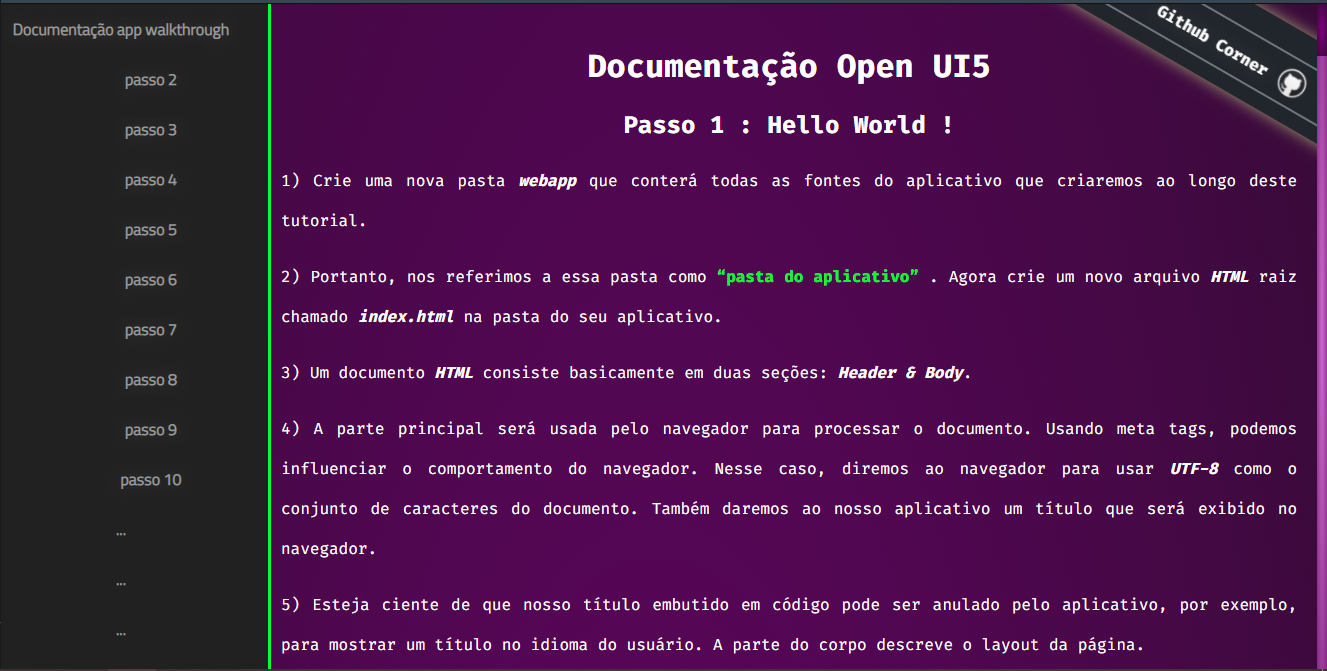 Documentação app walkthrough
passo 2
passo 3
passo 4
passo 5
passo 6
passo 7
passo 8
passo 9
passo 10
...
...
...
Github Corner
Documentação Open UI5
Passo 1 : Hello World !
1) Crie uma nova pasta webapp que conterá todas as fontes do aplicativo que criaremos ao longo deste
tutorial.
2) Portanto, nos referimos a essa pasta como “pasta do aplicativo” . Agora crie um novo arquivo HTML raiz
chamado index.html na pasta do seu aplicativo.
3) Um documento HTML consiste basicamente em duas seções: Header & Body.
4) A parte principal será usada pelo navegador para processar o documento. Usando meta tags, podemos
influenciar o comportamento do navegador. Nesse caso, diremos ao navegador para usar UTF-8 como o
conjunto de caracteres do documento. Também daremos ao nosso aplicativo um título que será exibido no
navegador.
5) Esteja ciente de que nosso título embutido em código pode ser anulado pelo aplicativo, por exemplo,
para mostrar um título no idioma do usuário. A parte do corpo descreve o layout da página.